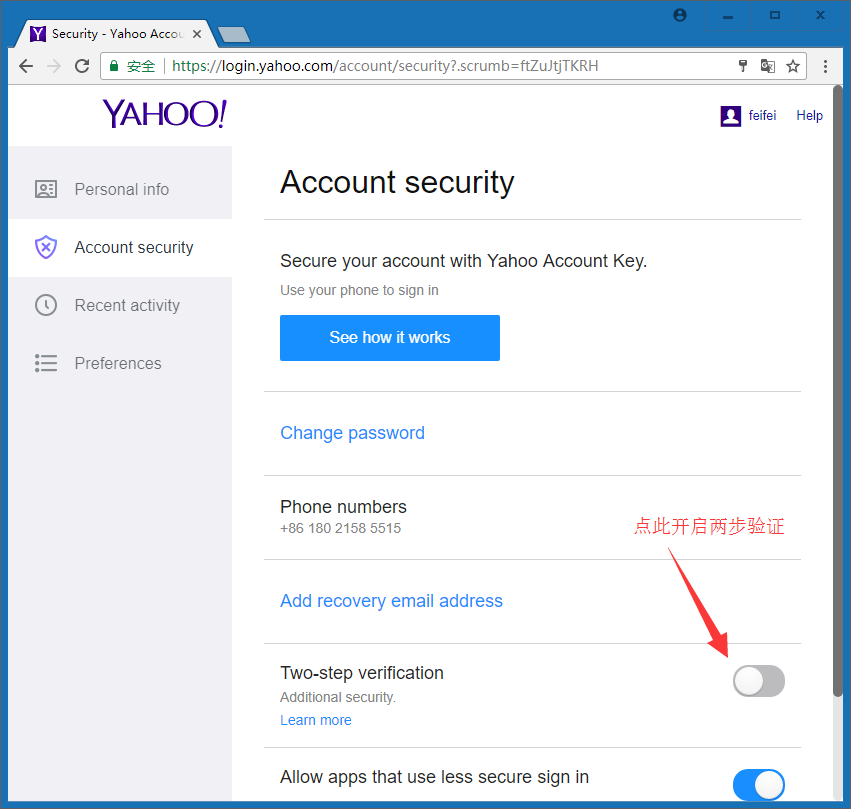 Security - Yahoo Accou
安全
https://login.yahoo.com/account/security?.scrumb=ftZuJtjTKRH
YAHOO!
feifei
Help
Personal info
Account security
Recent activity
Preferences
Account security
Secure your account with Yahoo Account Key.
Use your phone to sign in
See how it works
Change password
Phone numbers
+86 180 2158 5515
点此开启两步验证
Add recovery email address
Two-step verification
Additional security.
Learn more
Allow apps that use less secure sign in